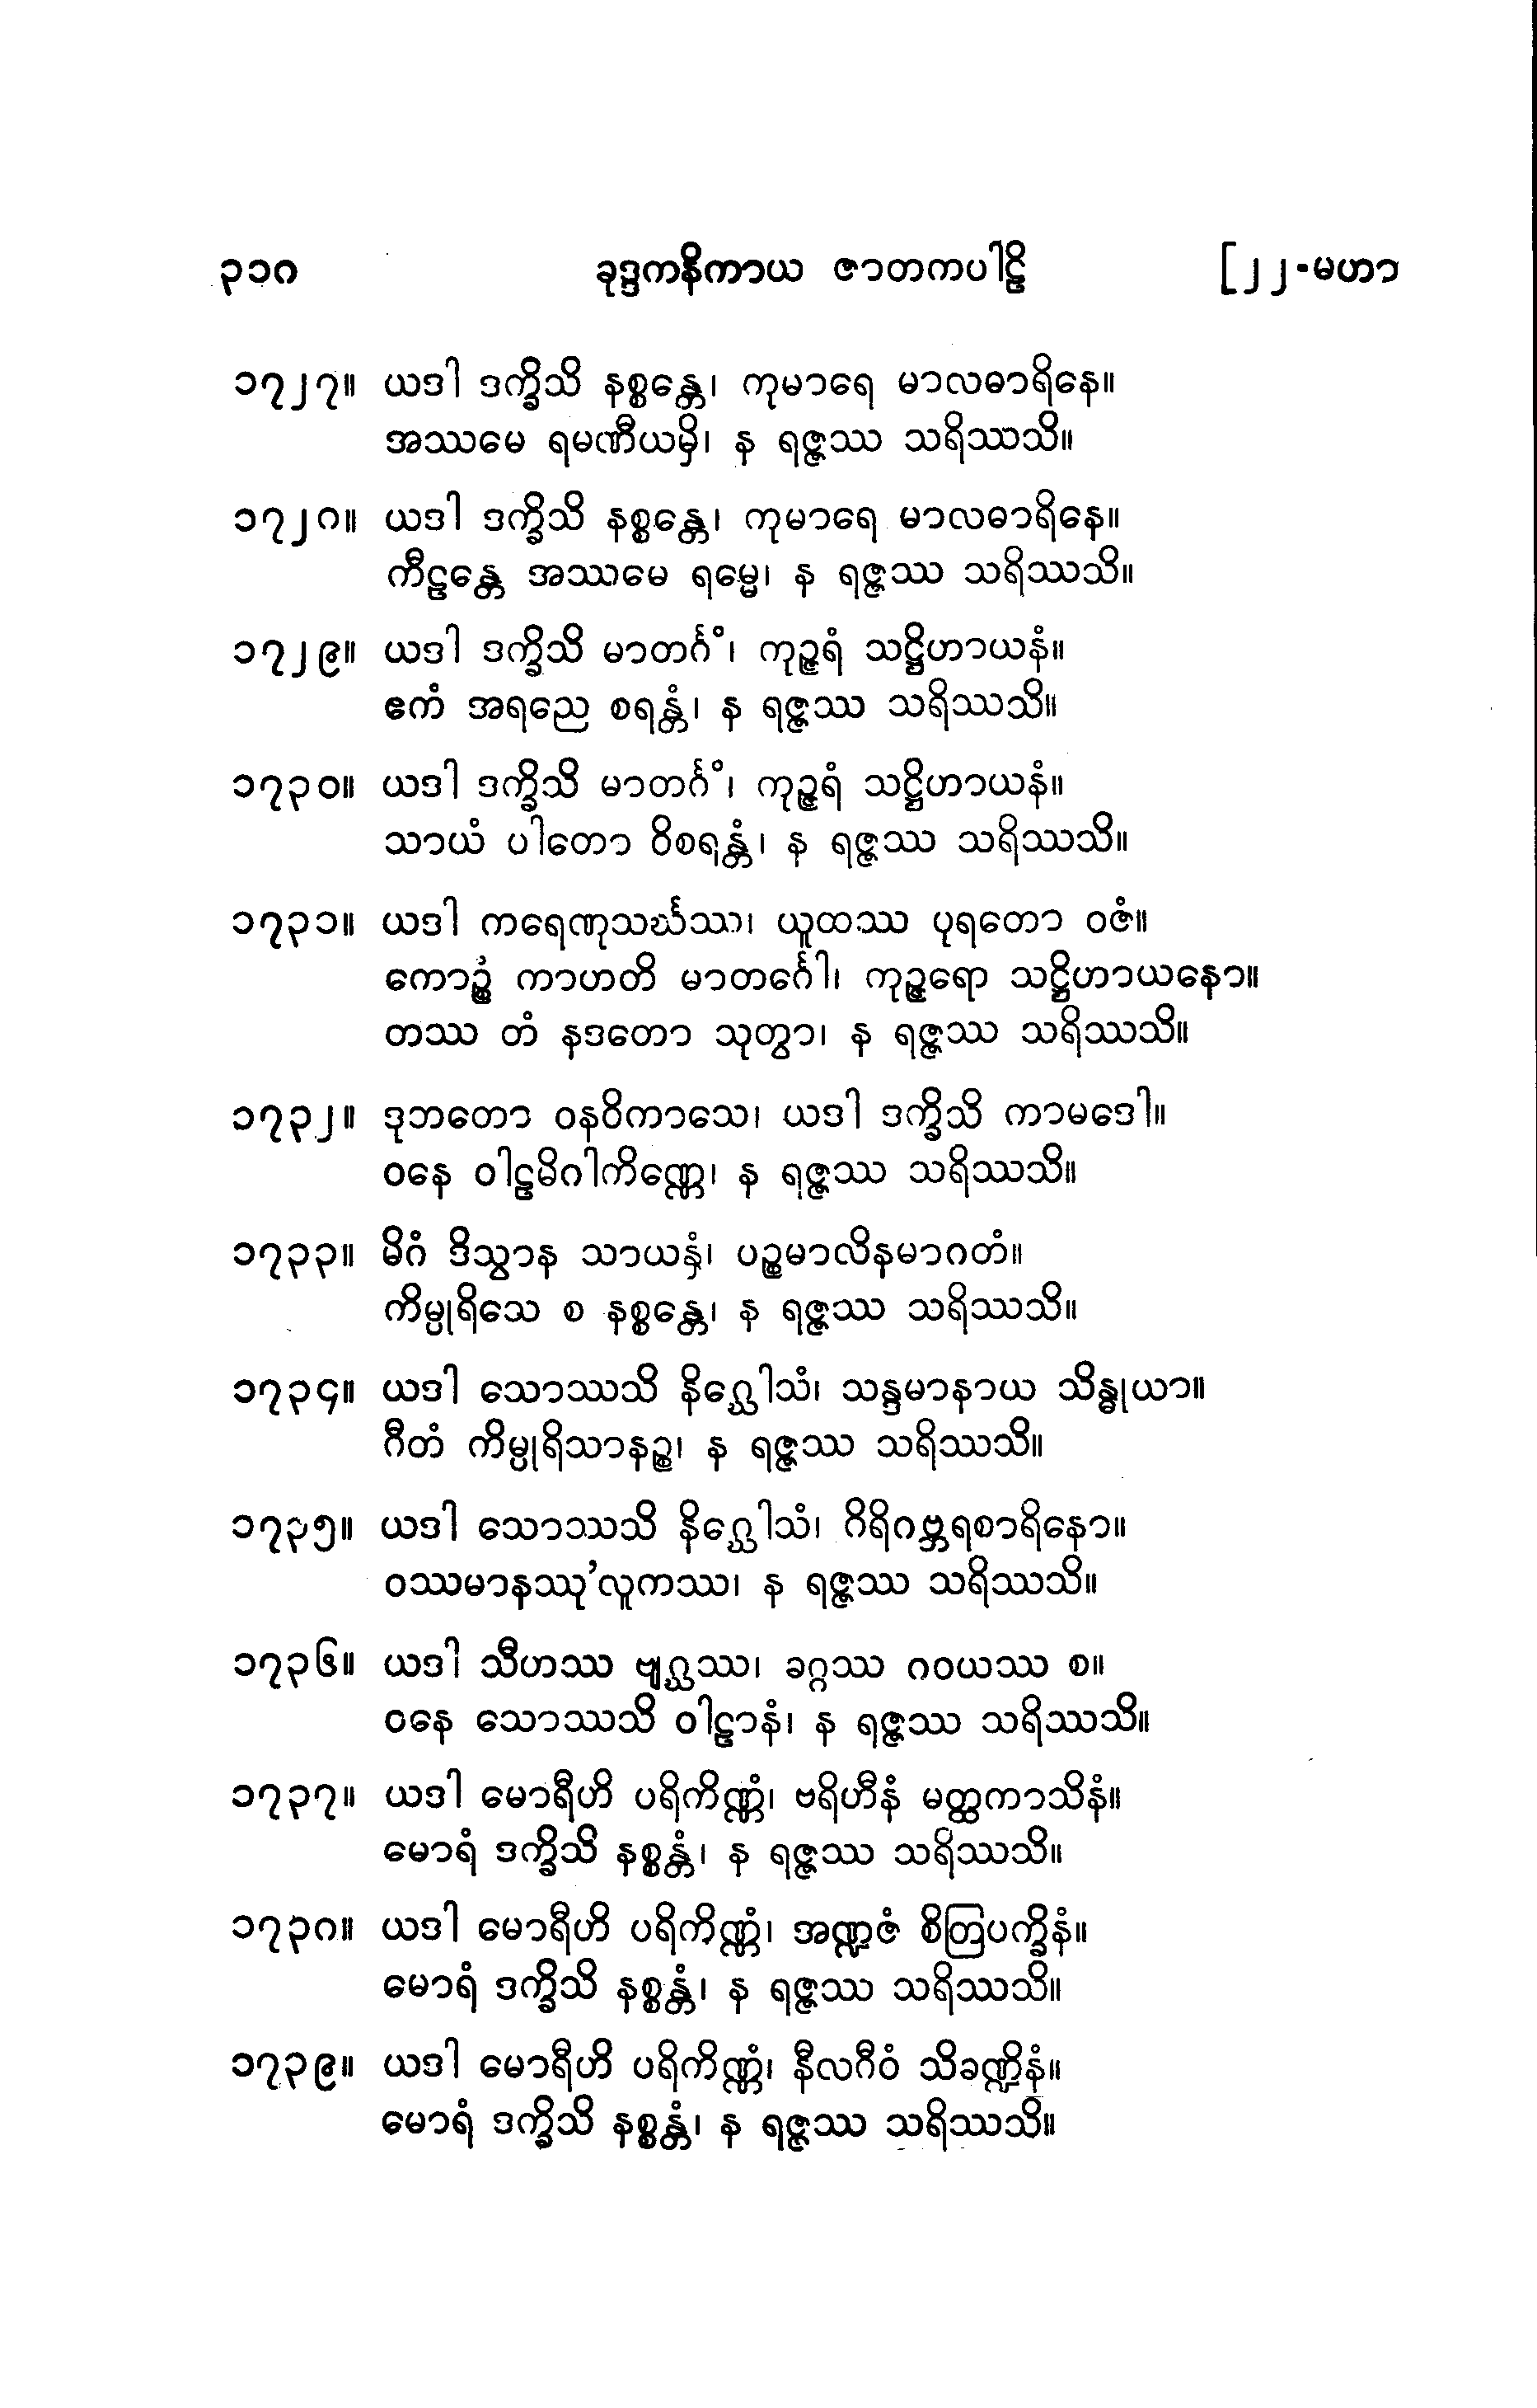 ၃၁၈ ခုဒ္ဒကနိကာယ ဇာတကပါဠိ [၂၂-မဟာ
၁၇၂၇။ ယဒါ ဒက္ခိသိ နစ္စန္တေ၊ ကုမာရေ မာလဓာရိနေ။
အဿမေ ရမဏီယမှိ၊ န ရဇ္ဇဿ သရိဿသိ။
၁၇၂၈။ ယဒါ ဒက္ခိသိ နစ္စန္တေ၊ ကုမာရေ မာလဓာရိနေ။
ကီဠန္တေ အဿမေ ရမ္မေ၊ န ရဇ္ဇဿ သရိဿသိ။
၁၇၂၉။ ယဒါ ဒက္ခိသိ မာတင်္ဂံ၊ ကုဉ္ဇရံ သဋ္ဌိဟာယနံ။
ဧကံ အရညေ စရန္တံ၊ န ရဇ္ဇဿ သရိဿသိ။
၁၇၃၀။ ယဒါ ဒက္ခိသိ မာတင်္ဂံ၊ ကုဉ္ဇရံ သဋ္ဌိဟာယနံ။
သာယံ ပါတော ဝိစရန္တံ၊ န ရဇ္ဇဿ သရိဿသိ။
၁၇၃၁။ ယဒါ ကရေဏုသင်္ဃဿ၊ ယူထဿ ပုရတော ဝဇံ။
ကောဉ္စံ ကာဟတိ မာတင်္ဂေါ၊ ကုဉ္ဇရော သဋ္ဌိဟာယနော။
တဿ တံ နဒတော သုတွာ၊ န ရဇ္ဇဿ သရိဿသိ။
၁၇၃၂။ ဒုဘတော ဝနဝိကာသေ၊ ယဒါ ဒက္ခိသိ ကာမဒေါ။
ဝနေ ဝါဠမိဂါကိဏ္ဏေ၊ န ရဇ္ဇဿ သရိဿသိ။
၁၇၃၃။ မိဂံ ဒိသွာန သာယနှံ၊ ပဉ္စမာလိနမာဂတံ။
ကိမ္ပုရိသေ စ နစ္စန္တေ၊ န ရဇ္ဇဿ သရိဿသိ။
၁၇၃၄။ ယဒါ သောဿသိ နိဂ္ဃေါသံ၊ သန္ဒမာနာယ သိန္ဓုယာ။
ဂီတံ ကိမ္ပုရိသာနဉ္စ၊ န ရဇ္ဇဿ သရိဿသိ။
၁၇၃၅။ ယဒါ သောဿသိ နိဂ္ဃေါသံ၊ ဂိရိဂဗ္ဘရစာရိနော။
ဝဿမာနဿု’လူကဿ၊ န ရဇ္ဇဿ သရိဿသိ။
၁၇၃၆။ ယဒါ သီဟဿ ဗျဂ္ဃဿ၊ ခဂ္ဂဿ ဂဝယဿ စ။
ဝနေ သောဿသိ ဝါဠာနံ၊ န ရဇ္ဇဿ သရိဿသိ။
၁၇၃၇။ ယဒါ မောရီဟိ ပရိကိဏ္ဏံ၊ ဗရိဟီနံ မတ္ထကာသိနံ။
မောရံ ဒက္ခိသိ နစ္စန္တံ၊ န ရဇ္ဇဿ သရိဿသိ။
၁၇၃၈။ ယဒါ မောရီဟိ ပရိကိဏ္ဏံ၊ အဏ္ဍဇံ စိတြပက္ခိနံ။
မောရံ ဒက္ခိသိ နစ္စန္တံ၊ န ရဇ္ဇဿ သရိဿသိ။
၁၇၃၉။ ယဒါ မောရီဟိ ပရိကိဏ္ဏံ၊ နီလဂီဝံ သိခဏ္ဍိနံ။
မောရံ ဒက္ခိသိ နစ္စန္တံ၊ န ရဇ္ဇဿ သရိဿသိ။